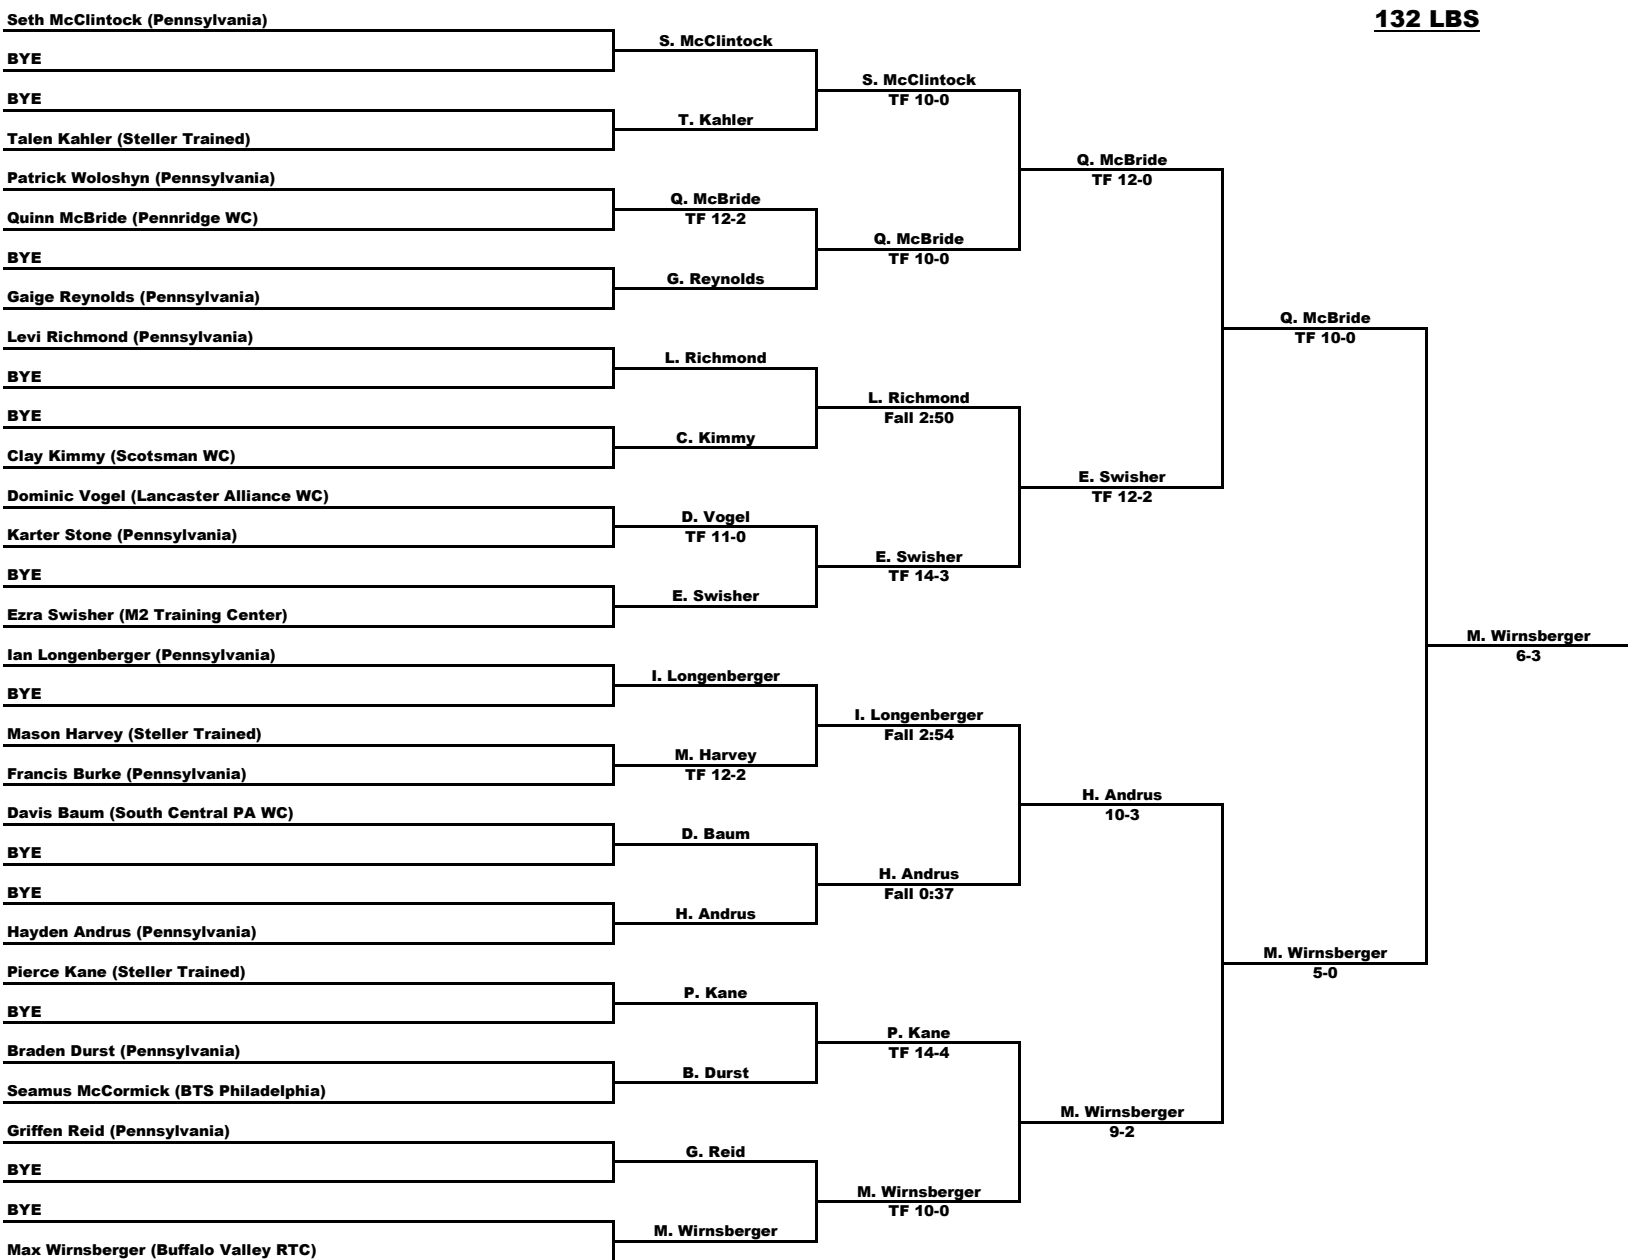 132 LBS
Seth McClintock (Pennsylvania)
BYE
BYE
Talen Kahler (Steller Trained)
Patrick Woloshyn (Pennsylvania)
Quinn McBride (Pennridge WC)
BYE
Gaige Reynolds (Pennsylvania)
Levi Richmond (Pennsylvania)
BYE
BYE
Clay Kimmy (Scotsman WC)
Dominic Vogel (Lancaster Alliance WC)
Karter Stone (Pennsylvania)
BYE
Ezra Swisher (M2 Training Center)
Ian Longenberger (Pennsylvania)
BYE
Mason Harvey (Steller Trained)
Francis Burke (Pennsylvania)
Davis Baum (South Central PA WC)
BYE
BYE
Hayden Andrus (Pennsylvania)
Pierce Kane (Steller Trained)
BYE
Braden Durst (Pennsylvania)
Seamus McCormick (BTS Philadelphia)
Griffen Reid (Pennsylvania)
BYE
BYE
Max Wirnsberger (Buffalo Valley RTC)
S. McClintock
T. Kahler
Q. McBride
TF 12-2
G. Reynolds
L. Richmond
C. Kimmy
D. Vogel
TF 11-0
E. Swisher
I. Longenberger
M. Harvey
TF 12-2
D. Baum
H. Andrus
P. Kane
B. Durst
G. Reid
M. Wirnsberger
S. McClintock
TF 10-0
Q. McBride
TF 10-0
L. Richmond
Fall 2:50
E. Swisher
TF 14-3
I. Longenberger
Fall 2:54
H. Andrus
Fall 0:37
P. Kane
TF 14-4
M. Wirnsberger
TF 10-0
Q. McBride
TF 12-0
E. Swisher
TF 12-2
H. Andrus
10-3
M. Wirnsberger
9-2
Q. McBride
TF 10-0
M. Wirnsberger
5-0
M. Wirnsberger
6-3